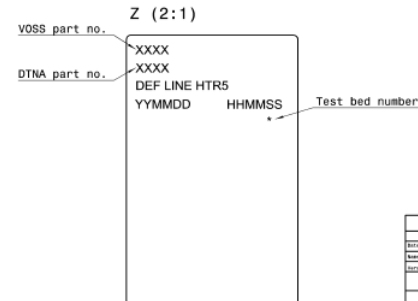 Z (2:1)
VOSS part no.
XXXX
DTNA part no.
XXXX
DEF LINE HTR5
YYMMDD HHMMSS
* Test bed number